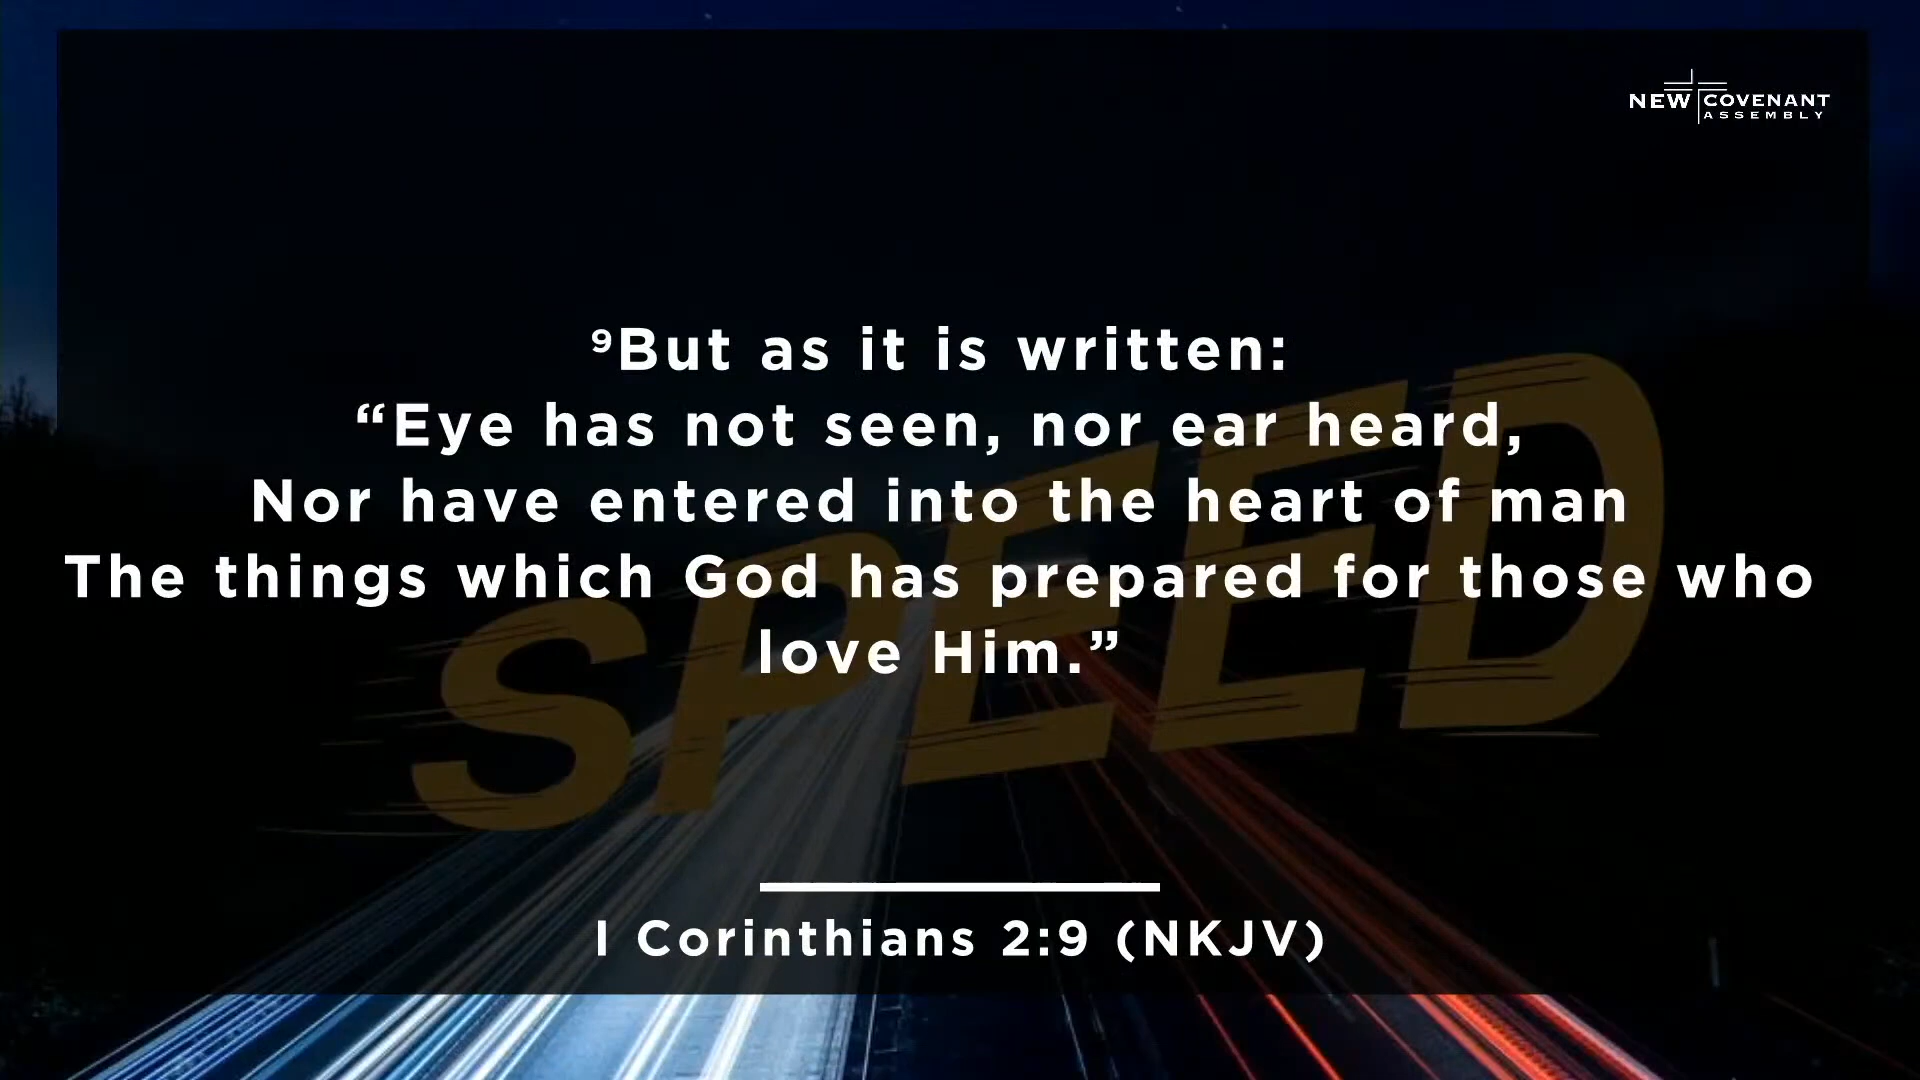 NEW COVENANT
ASSEMBLY
⁹But as it is written:
“Eye has not seen, nor ear heard,
Nor have entered into the heart of man
The things which God has prepared for those who
love Him.”
SPEED
I Corinthians 2:9 (NKJV)